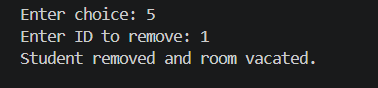 Enter choice: 5
Enter ID to remove: 1
Student removed and room vacated.